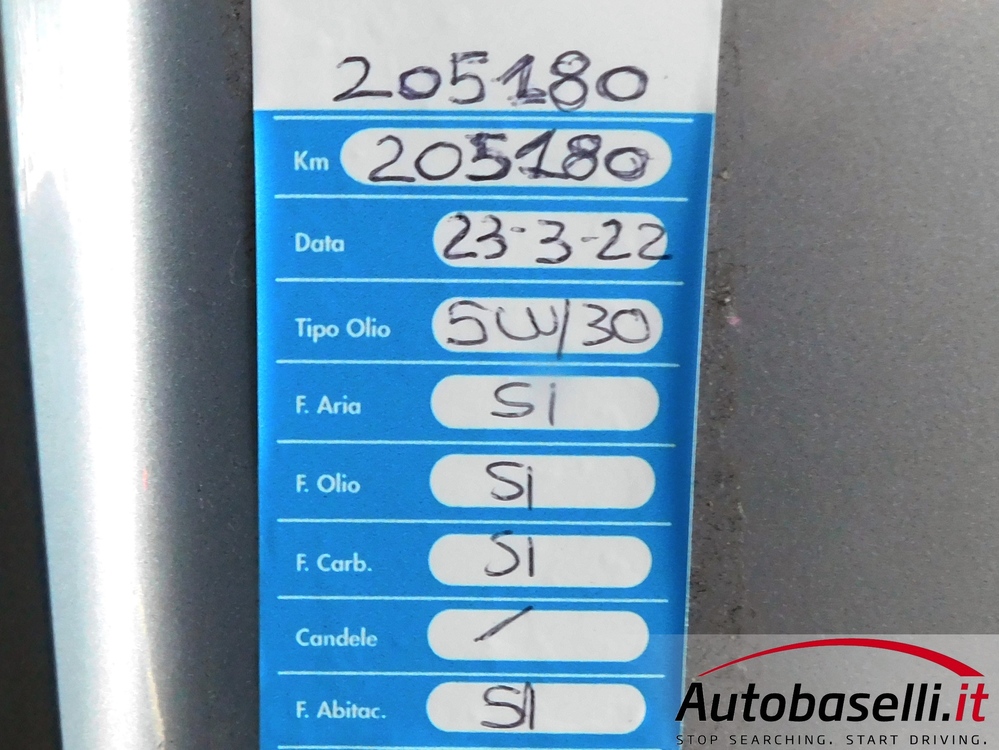 205180
Km 205180
Data 23-3-22
Tipo Olio 5W/30
F. Aria SI
F. Olio Si
F. Carb. SI
Candele /
F. Abitac. SI
Autobaselli.it
STOP SEARCHING. START DRIVING.